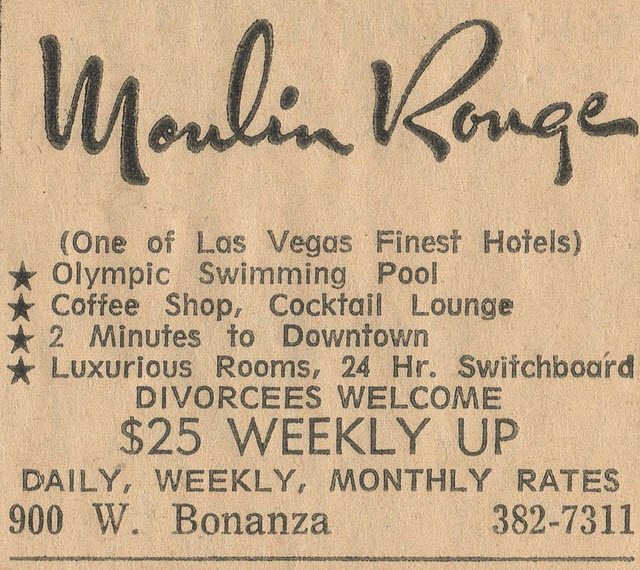 Moulin Rouge
(One of Las Vegas Finest Hotels)
★ Olympic Swimming Pool
★ Coffee Shop, Cocktail Lounge
★ 2 Minutes to Downtown
★ Luxurious Rooms, 24 Hr. Switchboard
DIVORCEES WELCOME
$25 WEEKLY UP
DAILY, WEEKLY, MONTHLY RATES
900 W. Bonanza 382-7311